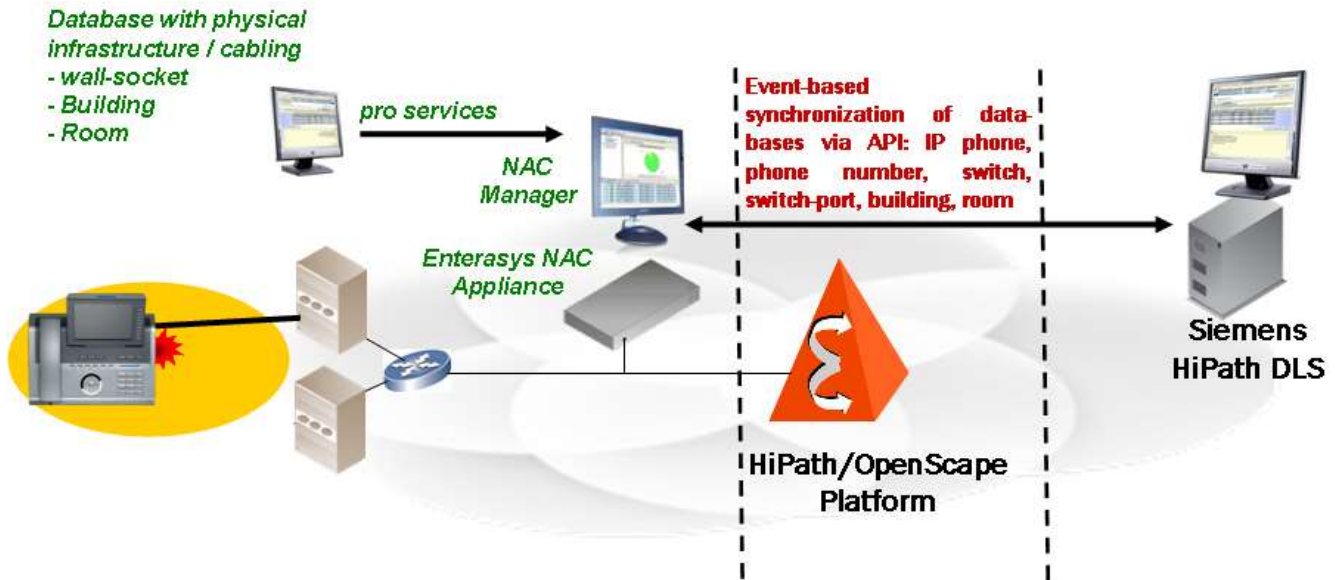 Database with physical
infrastructure / cabling
- wall-socket
- Building
- Room
pro services
NAC
Manager
Event-based
synchronization of data-
bases via API: IP phone,
phone number, switch,
switch-port, building, room
Enterasys NAC
Appliance
Siemens
HiPath DLS
HiPath/OpenScape
Platform